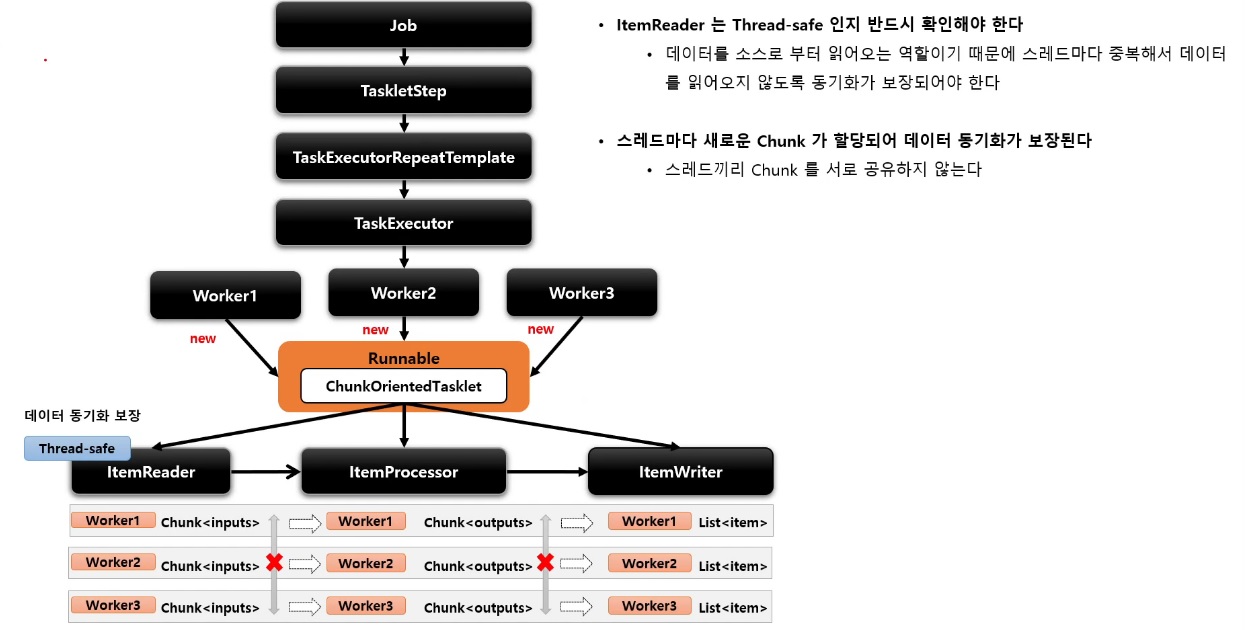 Job
TaskletStep
TaskExecutorRepeatTemplate
TaskExecutor
Worker1
Worker2
Worker3
new
new
new
Runnable
ChunkOrientedTasklet
데이터 동기화 보장
Thread-safe
ItemReader
ItemProcessor
ItemWriter
Worker1 Chunk<inputs> Worker1 Chunk<outputs> Worker1 List<item>
Worker2 Chunk<inputs> Worker2 Chunk<outputs> Worker2 List<item>
Worker3 Chunk<inputs> Worker3 Chunk<outputs> Worker3 List<item>
• ItemReader 는 Thread-safe 인지 반드시 확인해야 한다
• 데이터를 소스로 부터 읽어오는 역할이기 때문에 스레드마다 중복해서 데이터
를 읽어오지 않도록 동기화가 보장되어야 한다
• 스레드마다 새로운 Chunk 가 할당되어 데이터 동기화가 보장된다
• 스레드끼리 Chunk 를 서로 공유하지 않는다